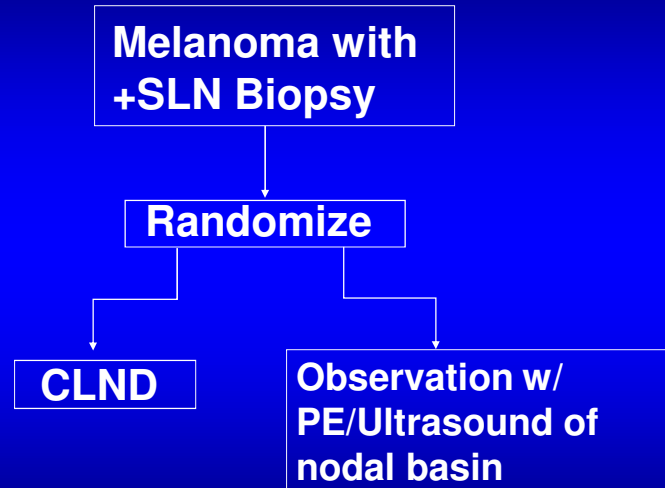 Melanoma with
+SLN Biopsy
Randomize
CLND
Observation w/
PE/Ultrasound of
nodal basin